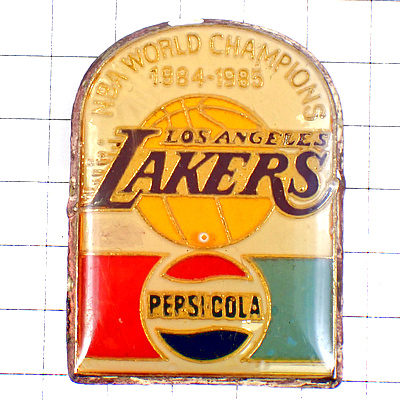 NBA WORLD CHAMPIONS
1984-1985
LOS ANGELES
LAKERS
PEPSI·COLA